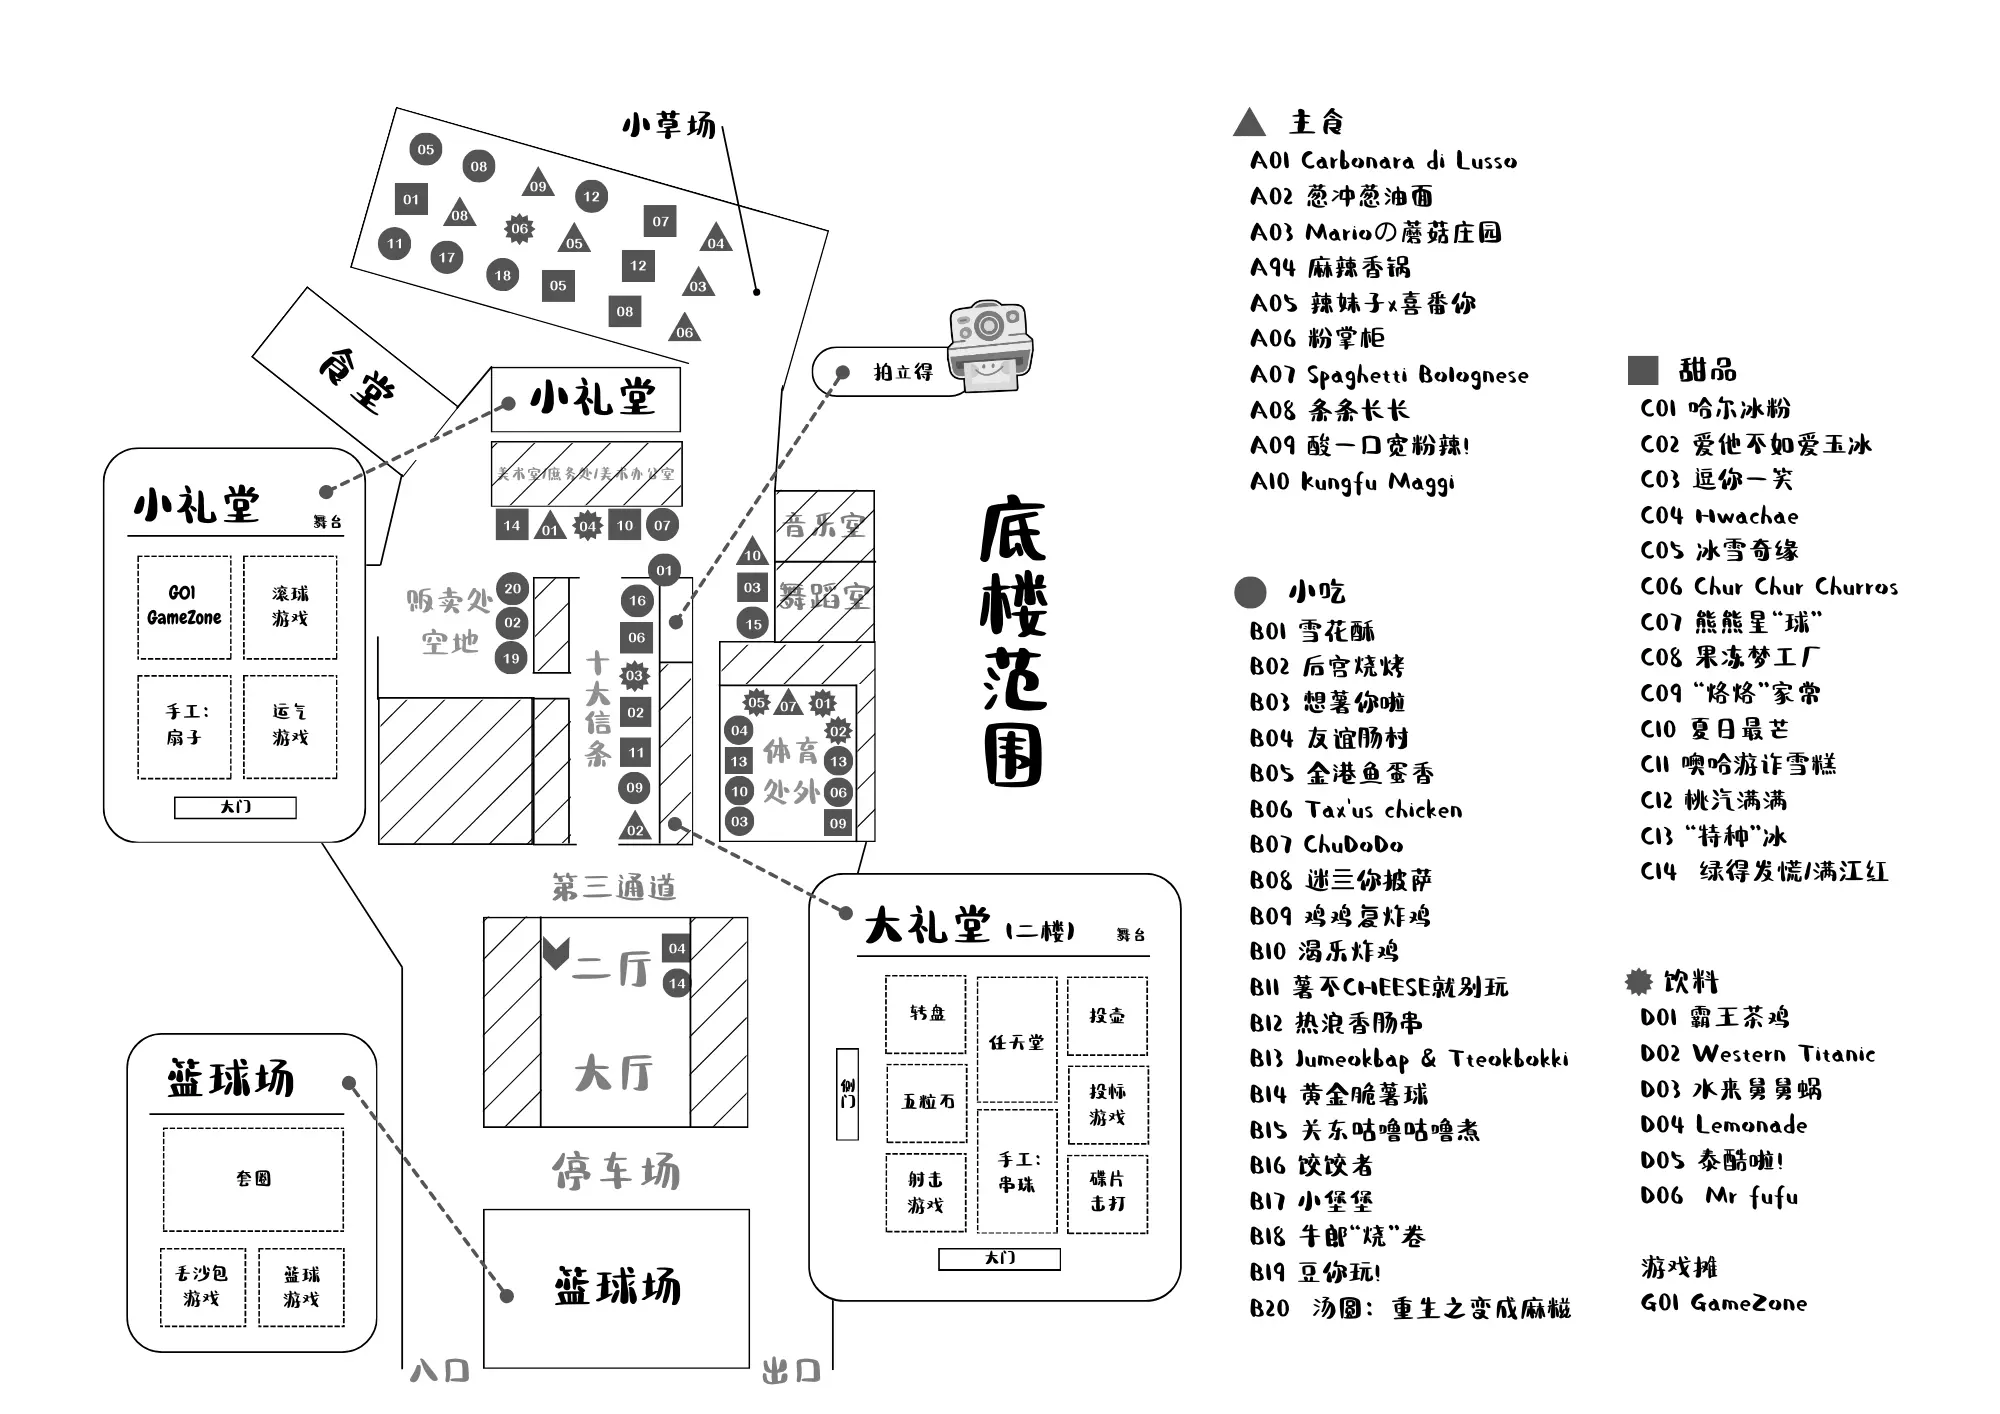 小草场
05
08
09
12
01
08
06
05
07
04
11
17
18
05
12
03
08
06
食堂
小礼堂
拍立得
美术室/庶务处/美术办公室
14
01
04
10
07
小礼堂
舞台
G01
GameZone
滚球
游戏
手工:
扇子
运气
游戏
大门
贩卖处
空地
20
02
19
01
16
06
03
02
11
09
02
十大信条
音乐室
舞蹈室
10
03
15
05
07
01
04
02
13
13
10
06
03
09
体育
处外
底楼范围
第三通道
二厅
04
14
大厅
停车场
篮球场
入口
出口
篮球场
套圈
丢沙包
游戏
篮球
游戏
大礼堂(二楼)
舞台
转盘
任天堂
投壶
五粒石
投标
游戏
射击
游戏
手工:
串珠
碟片
击打
侧门
大门
主食
A01 Carbonara di Lusso
A02 葱冲葱油面
A03 Marioの蘑菇庄园
A94 麻辣香锅
A05 辣妹子x喜番你
A06 粉掌柜
A07 Spaghetti Bolognese
A08 条条长长
A09 酸一口宽粉辣!
A10 Kungfu Maggi
小吃
B01 雪花酥
B02 后宫烧烤
B03 想薯你啦
B04 友谊肠村
B05 金港鱼蛋香
B06 Tax'us chicken
B07 ChuDoDo
B08 迷亖你披萨
B09 鸡鸡复炸鸡
B10 渴乐炸鸡
B11 薯不CHEESE就别玩
B12 热浪香肠串
B13 Jumeokbap & Tteokbokki
B14 黄金脆薯球
B15 关东咕噜咕噜煮
B16 饺饺者
B17 小堡堡
B18 牛郎“烧”卷
B19 豆你玩!
B20 汤圆：重生之变成麻糍
甜品
C01 哈尔冰粉
C02 爱他不如爱玉冰
C03 逗你一笑
C04 Hwachae
C05 冰雪奇缘
C06 Chur Chur Churros
C07 熊熊星“球”
C08 果冻梦工厂
C09 “烙烙”家常
C10 夏日最芒
C11 噢哈游诈雪糕
C12 桃汽满满
C13 “特种”冰
C14 绿得发慌/满江红
饮料
D01 霸王茶鸡
D02 Western Titanic
D03 水来舅舅蜗
D04 Lemonade
D05 泰酷啦!
D06 Mr fufu
游戏摊
G01 GameZone